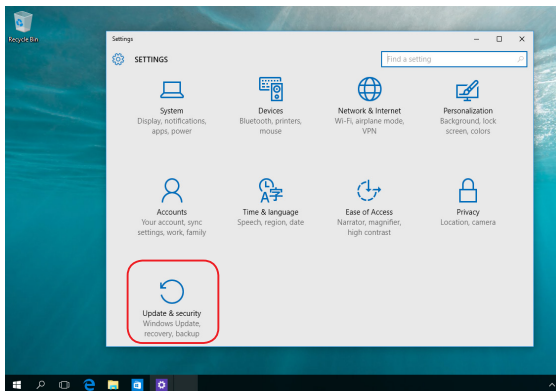 Recycle Bin
Settings
SETTINGS
Find a setting
System
Display, notifications,
apps, power
Devices
Bluetooth, printers,
mouse
Network & Internet
Wi-Fi, airplane mode,
VPN
Personalization
Background, lock
screen, colors
Accounts
Your account, sync
settings, work, family
Time & language
Speech, region, date
Ease of Access
Narrator, magnifier,
high contrast
Privacy
Location, camera
Update & security
Windows Update,
recovery, backup